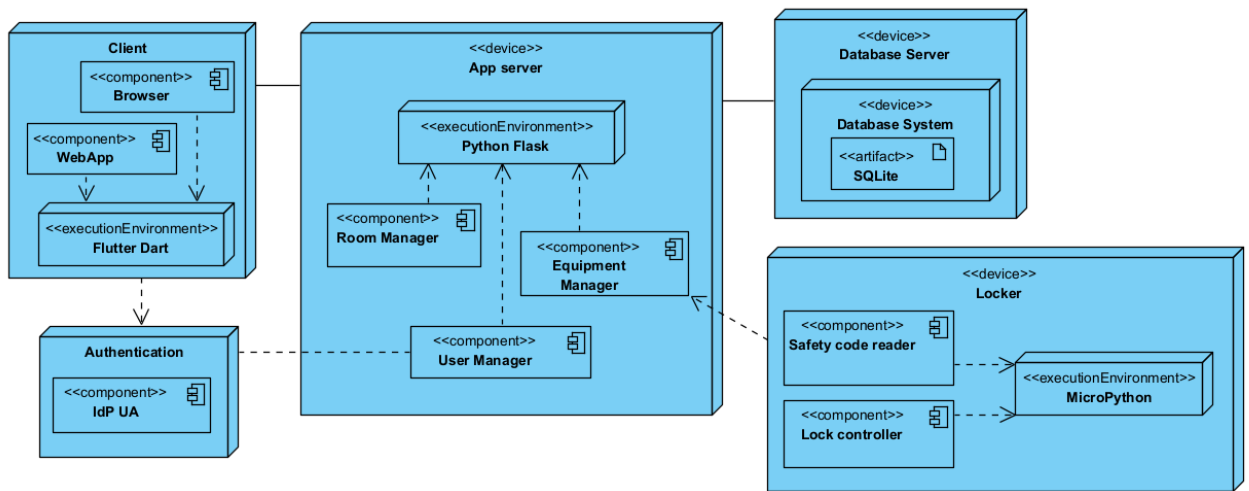 Client
<<component>>
Browser
<<component>>
WebApp
<<executionEnvironment>>
Flutter Dart
Authentication
<<component>>
IdP UA
<<device>>
App server
<<executionEnvironment>>
Python Flask
<<component>>
Room Manager
<<component>>
Equipment
Manager
<<component>>
User Manager
<<device>>
Database Server
<<device>>
Database System
<<artifact>>
SQLite
<<device>>
Locker
<<component>>
Safety code reader
<<executionEnvironment>>
MicroPython
<<component>>
Lock controller